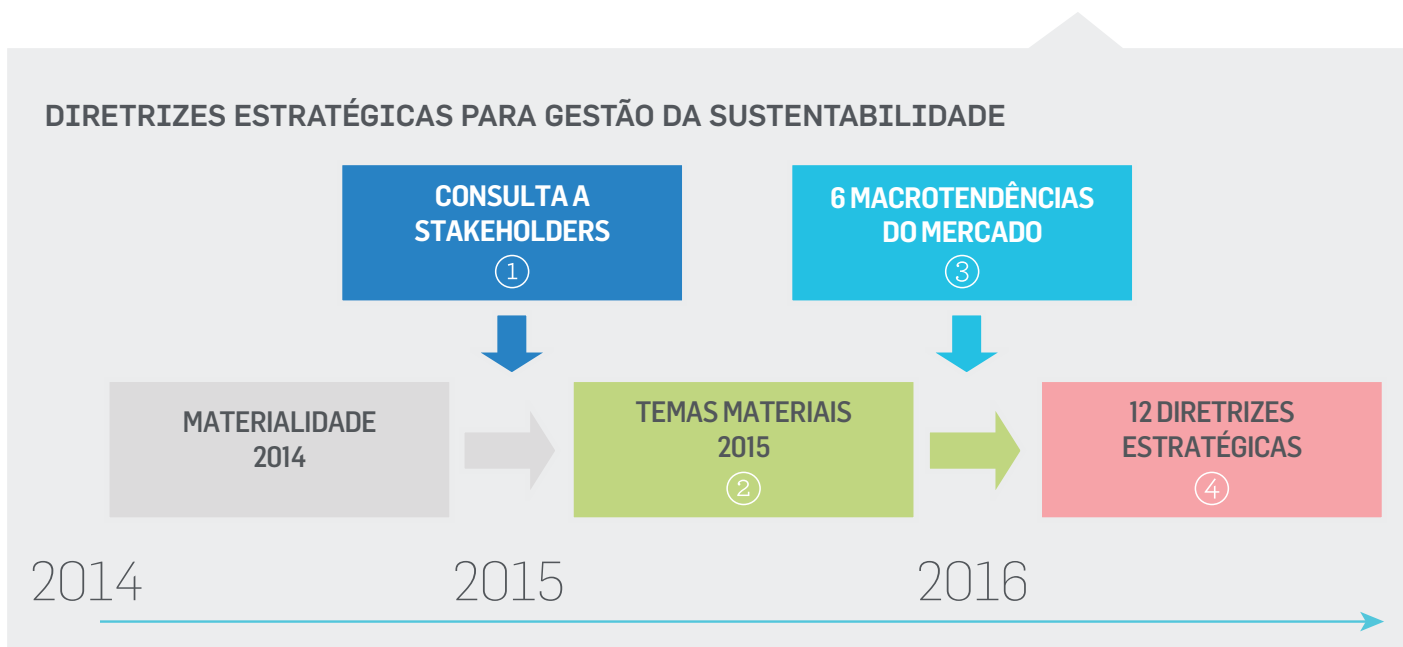 DIRETRIZES ESTRATÉGICAS PARA GESTÃO DA SUSTENTABILIDADE
CONSULTA A
STAKEHOLDERS
1
6 MACROTENDÊNCIAS
DO MERCADO
3
MATERIALIDADE
2014
TEMAS MATERIAIS
2015
2
12 DIRETRIZES
ESTRATÉGICAS
4
2014
2015
2016